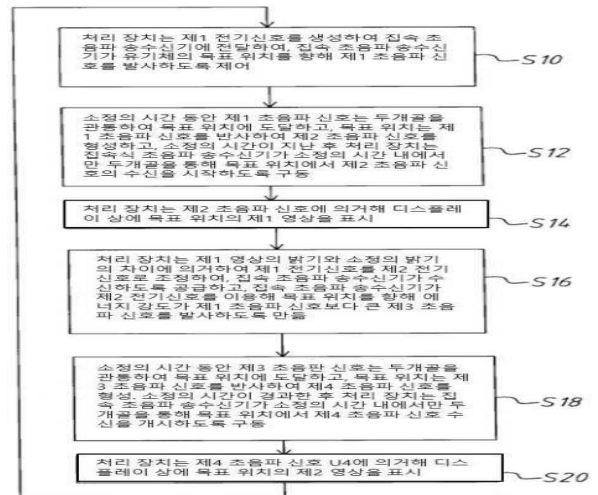 처리 장치는 제1 전기신호를 생성하여 집속 초
음파 송수신기에 전달하여, 집속 초음파 송수신
기가 유기체의 목표 위치를 향해 제1 초음파 신
호를 발사하도록 제어
S10
소정의 시간 동안 제1 초음파 신호는 두개골을
관통하여 목표 위치에 도달하고, 목표 위치는 제
1 초음파 신호를 반사하여 제2 초음파 신호를
형성하고, 소정의 시간이 지난 후 처리 장치는
집속식 초음파 송수신기가 소정의 시간 내에서
만 두개골을 통해 목표 위치에서 제2 초음파 신
호의 수신을 시작하도록 구동
S12
처리 장치는 제2 초음파 신호에 의거해 디스플레
이 상에 목표 위치의 제1 영상을 표시
S14
처리 장치는 제1 영상의 밝기와 소정의 밝기
의 차이에 의거하여 제1 전기신호를 제2 전기
신호로 조정하여, 집속 초음파 송수신기가 수
신하도록 공급하고, 집속 초음파 송수신기가
제2 전기신호를 이용해 목표 위치를 향해 에
너지 강도가 제1 초음파 신호보다 큰 제3 초음
파 신호를 발사하도록 만듦
S16
소정의 시간 동안 제3 초음판 신호는 두개골을
관통하여 목표 위치에 도달하고, 목표 위치는 제
3 초음파 신호를 반사하여 제4 초음파 신호를
형성. 소정의 시간이 경과한 후 처리 장치는 집
속 초음파 송수신기가 소정의 시간 내에서만 두
개골을 통해 목표 위치에서 제4 초음파 신호 수
신을 개시하도록 구동
S18
처리 장치는 제4 초음파 신호 U4에 의거해 디스
플레이 상에 목표 위치의 제2 영상을 표시
S20